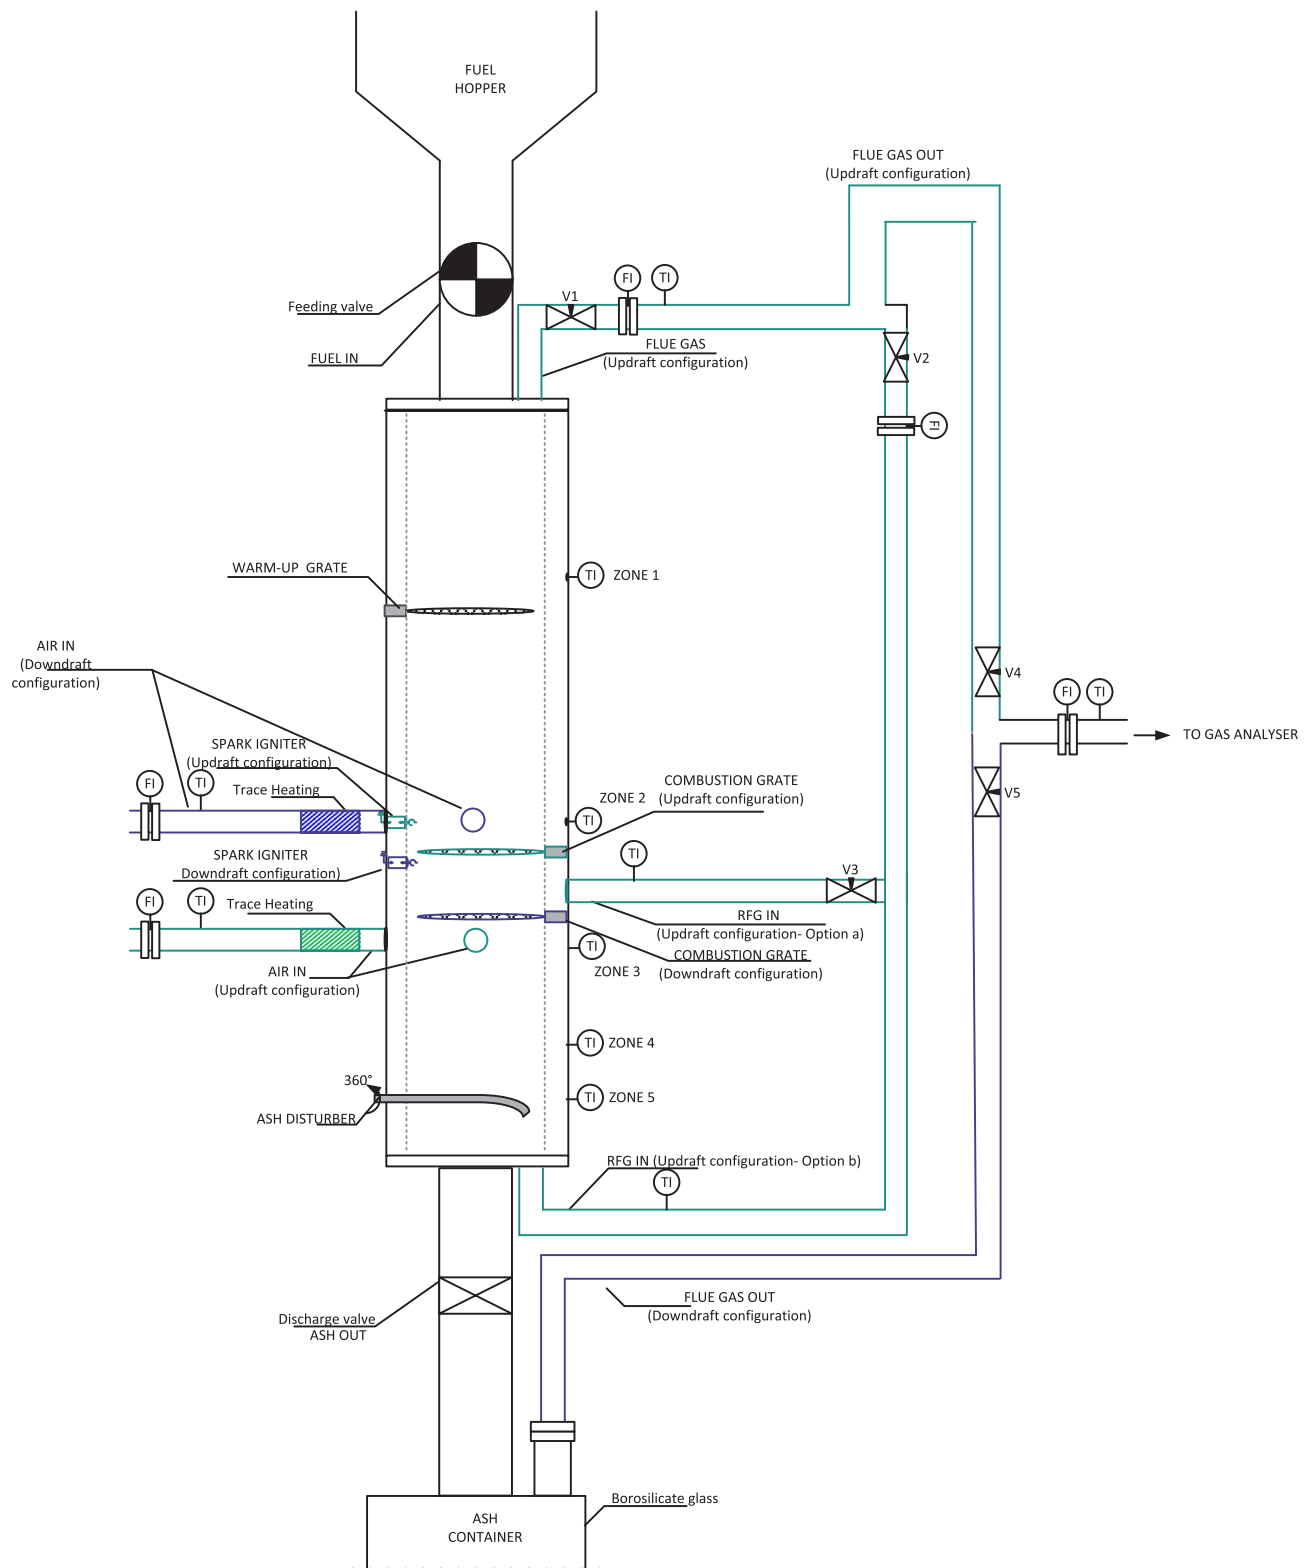 FUEL
HOPPER
FLUE GAS OUT
(Updraft configuration)
FI
TI
V1
Feeding valve
FLUE GAS
(Updraft configuration)
FUEL IN
V2
FI
WARM-UP GRATE
TI
ZONE 1
AIR IN
(Downdraft
configuration)
V4
FI
TI
TO GAS ANALYSER
SPARK IGNITER
(Updraft configuration)
FI
TI
Trace Heating
COMBUSTION GRATE
(Updraft configuration)
ZONE 2
TI
V5
TI
SPARK IGNITER
Downdraft configuration)
V3
FI
TI
Trace Heating
RFG IN
(Updraft configuration- Option a)
TI
ZONE 3
COMBUSTION GRATE
(Downdraft configuration)
AIR IN
(Updraft configuration)
TI
ZONE 4
360°
TI
ZONE 5
ASH DISTURBER
RFG IN (Updraft configuration- Option b)
TI
FLUE GAS OUT
(Downdraft configuration)
Discharge valve
ASH OUT
Borosilicate glass
ASH
CONTAINER